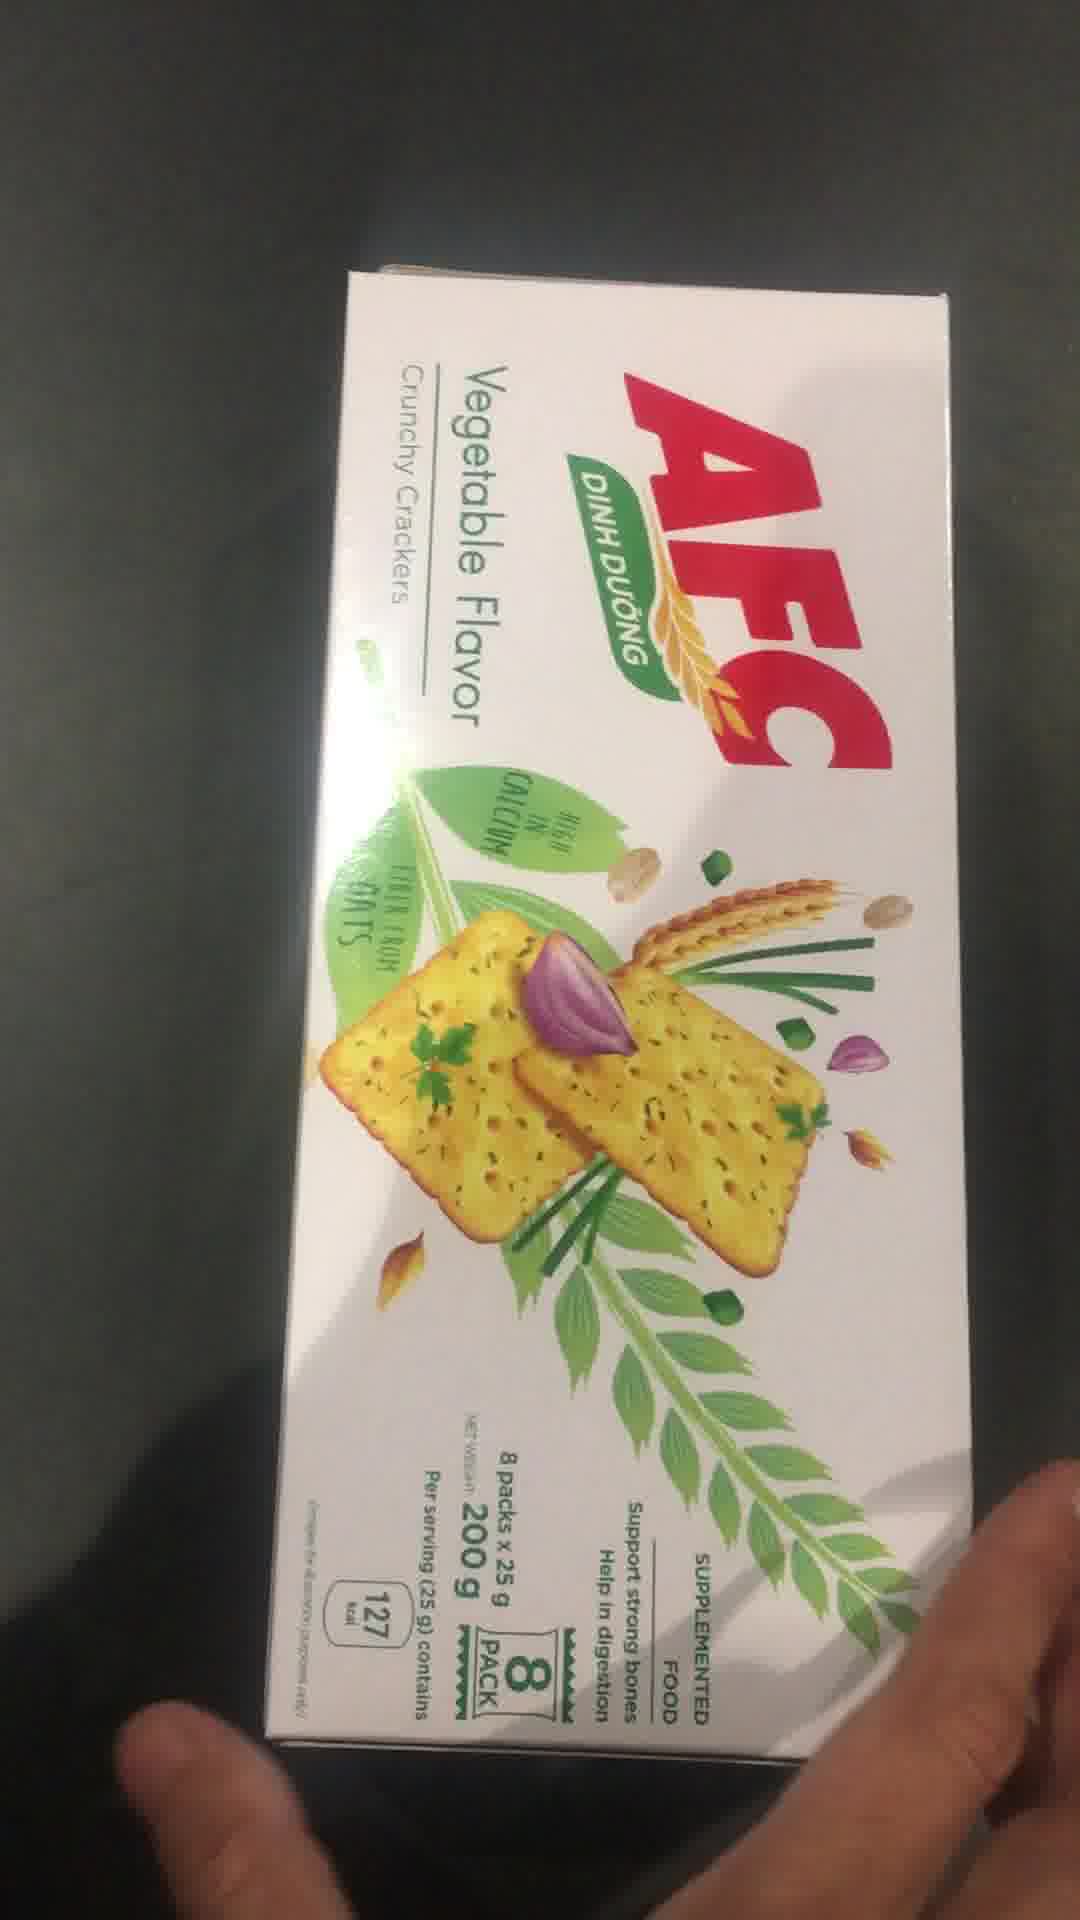 AFC
DINH DƯỠNG
Vegetable Flavor
Crunchy Crackers
HIGH
IN
CALCIUM
FIBER FROM
OATS
SUPPLEMENTED
FOOD
Support strong bones
Help in digestion
8 packs x 25 g
NET WEIGHT: 200 g
8
PACK
Per serving (25 g) contains
127
kcal